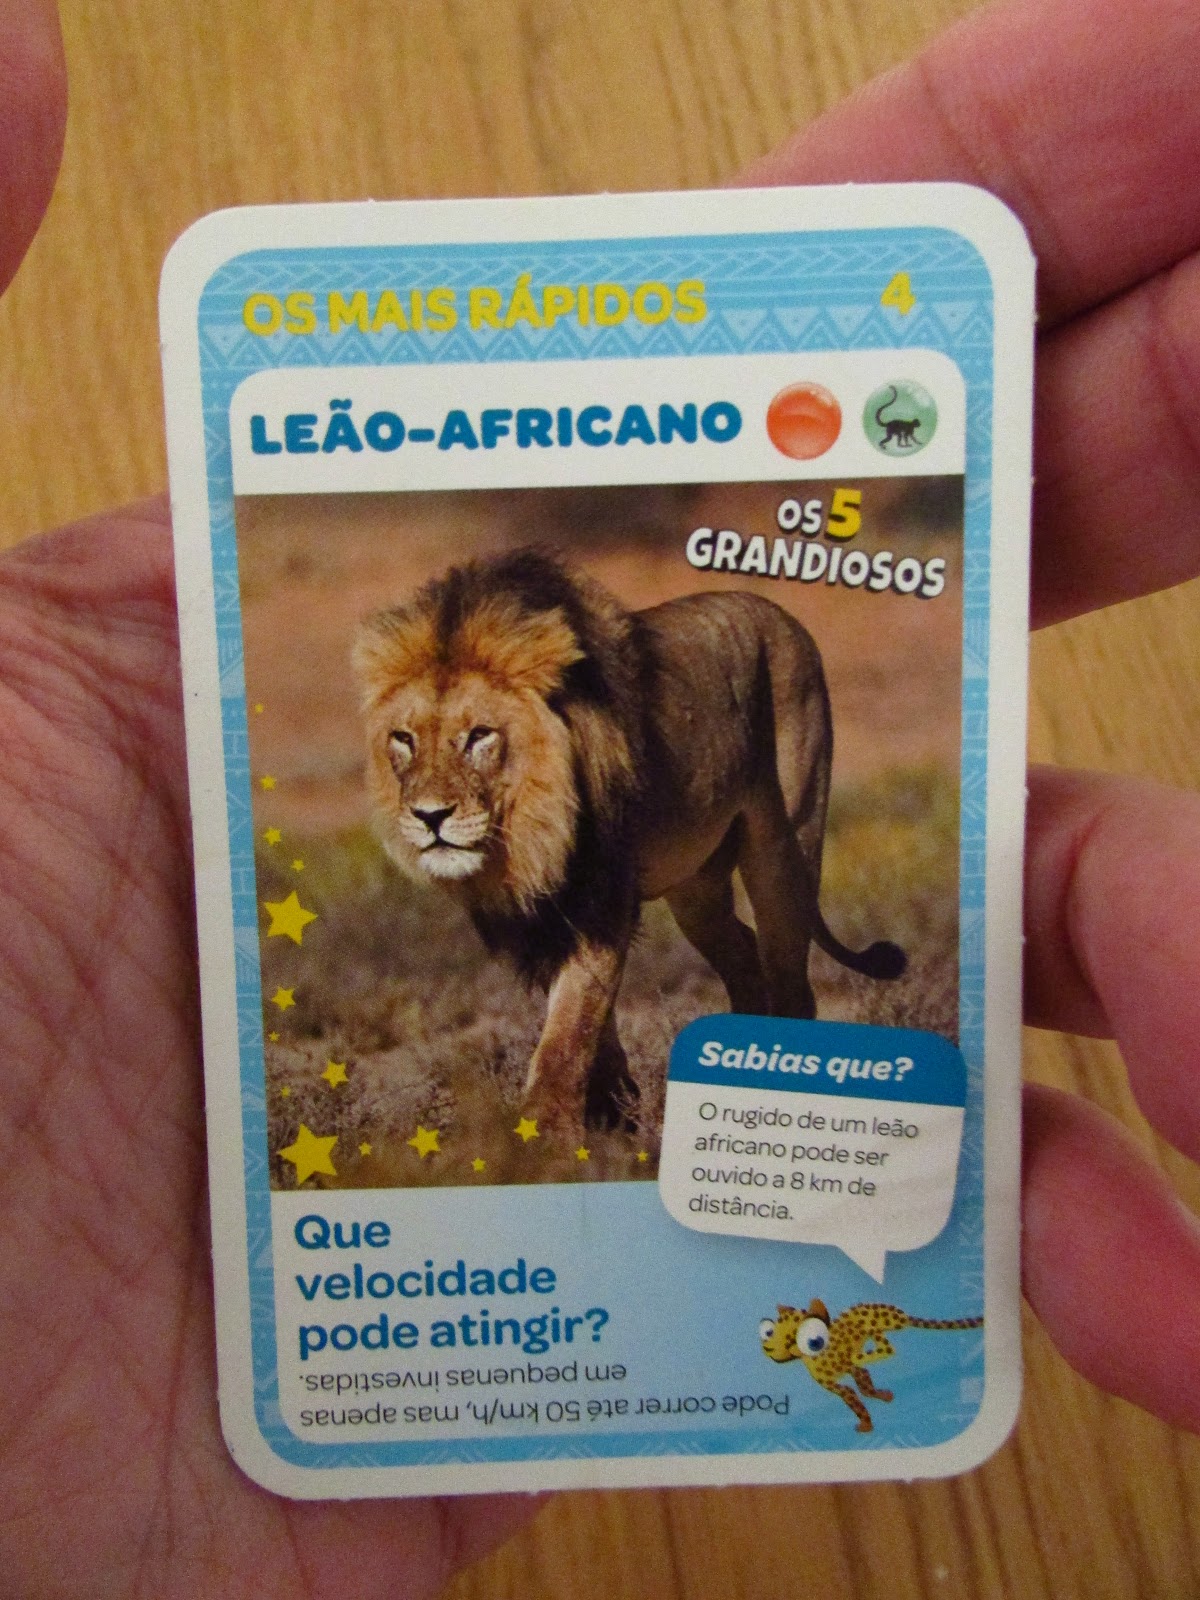 OS MAIS RÁPIDOS 4
LEÃO-AFRICANO
OS 5
GRANDIOSOS
Sabias que?
O rugido de um leão
africano pode ser
ouvido a 8 km de
distância.
Que
velocidade
pode atingir?
Pode correr até 50 km/h, mas apenas
em pequenas investidas.